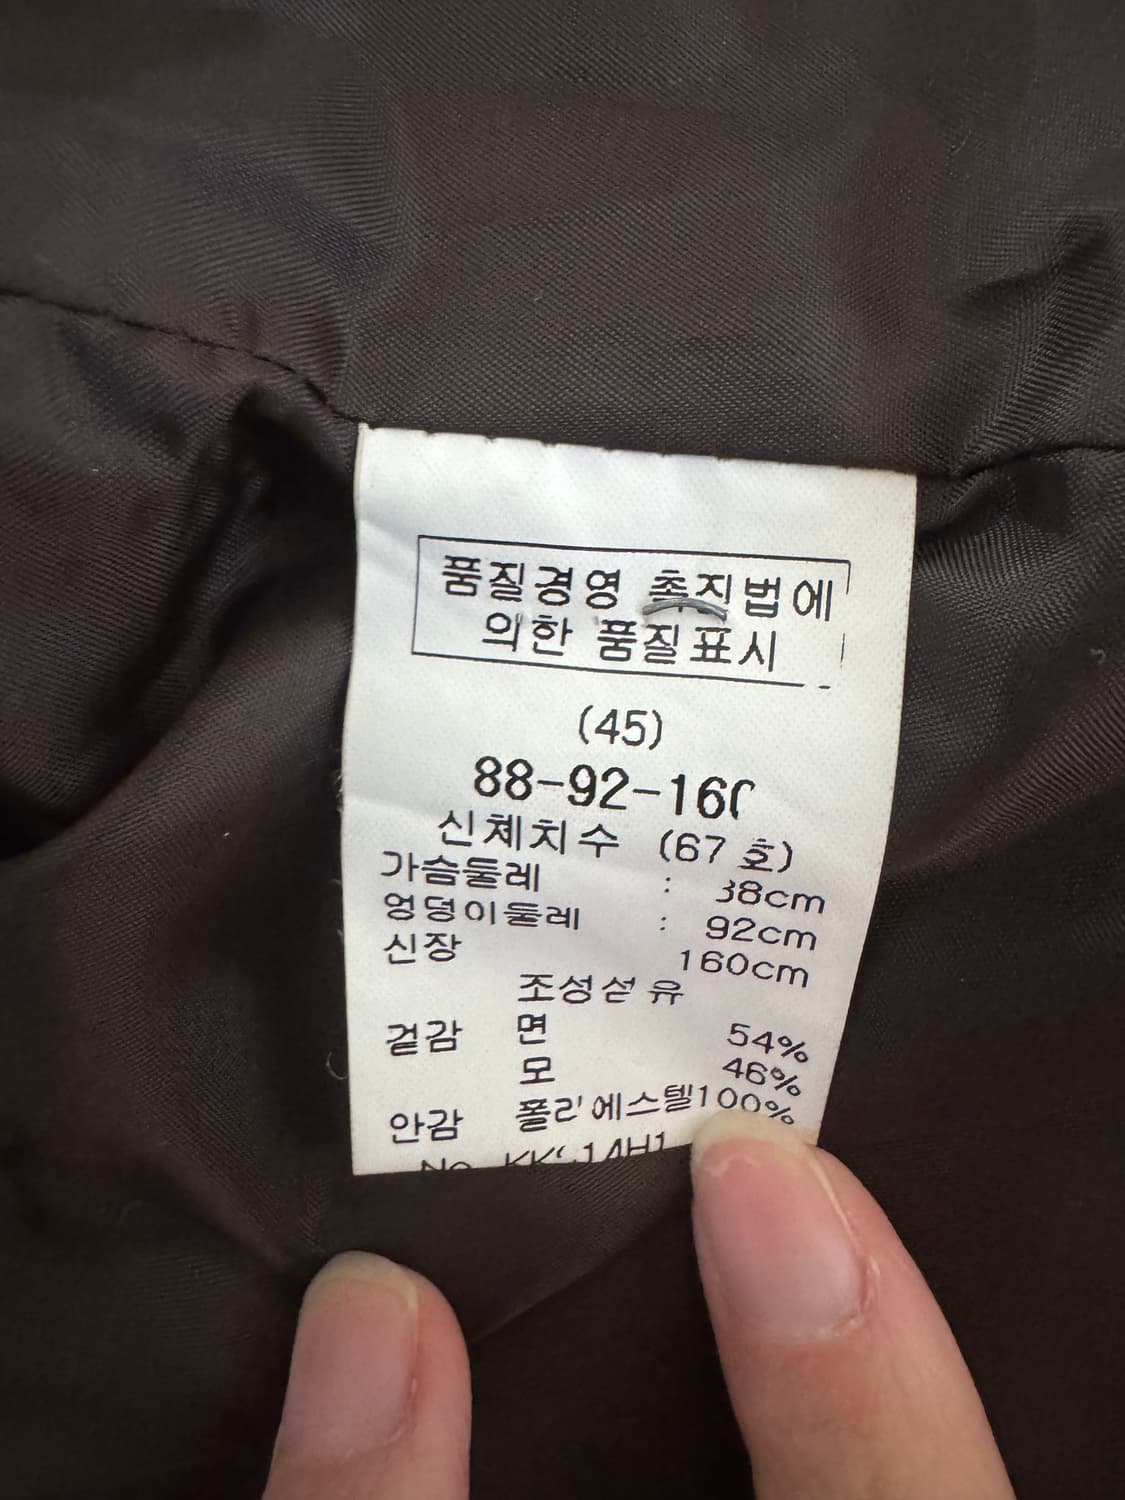 품질경영 촉진법에
의한 품질표시
(45)
88-92-160
신체치수 (67 호)
가슴둘레 : 88cm
엉덩이둘레 : 92cm
신장 160cm
조성섬유
겉감 면 54%
모 46%
안감 폴리에스텔100%
No